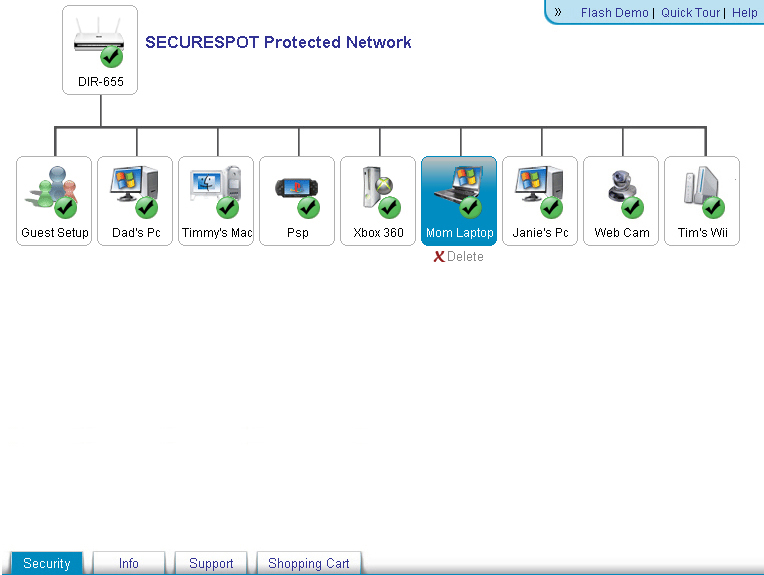 » Flash Demo | Quick Tour | Help
SECURESPOT Protected Network
DIR-655
Guest Setup Dad's Pc Timmy's Mac Psp Xbox 360 Mom Laptop Janie's Pc Web Cam Tim's Wii
X Delete
Security Info Support Shopping Cart